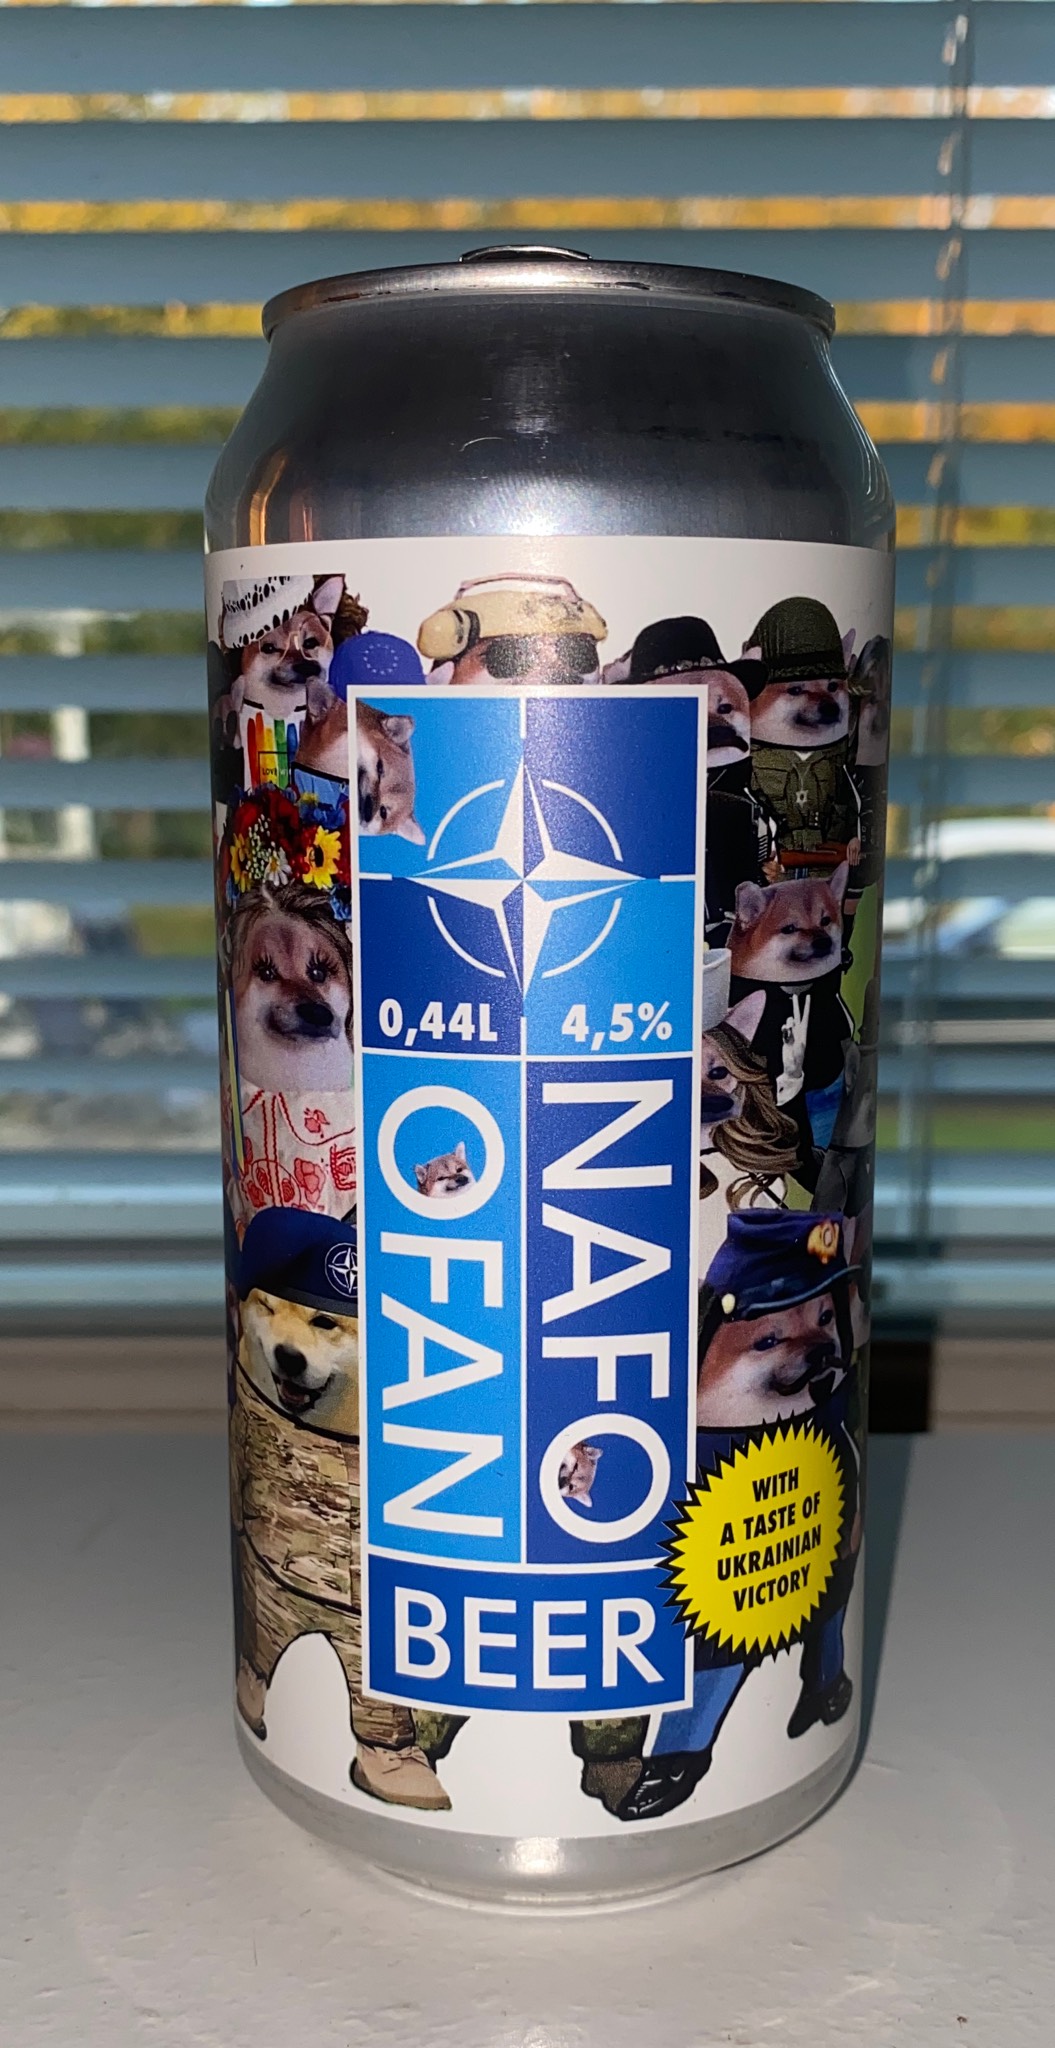 0,44L 4,5%
NAFO
OFAN
BEER
WITH
A TASTE OF
UKRAINIAN
VICTORY